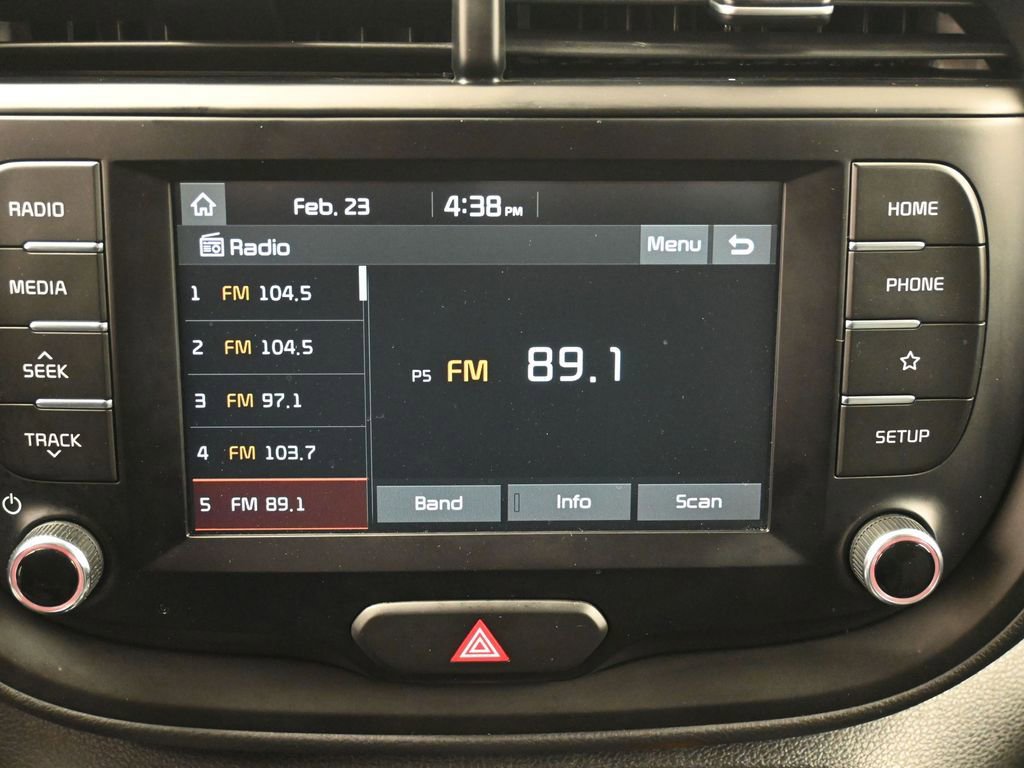 Feb. 23 4:38 PM
Radio Menu
1 FM 104.5
2 FM 104.5
3 FM 97.1
4 FM 103.7
5 FM 89.1
P5 FM 89.1
Band Info Scan
RADIO
MEDIA
SEEK
TRACK
HOME
PHONE
SETUP